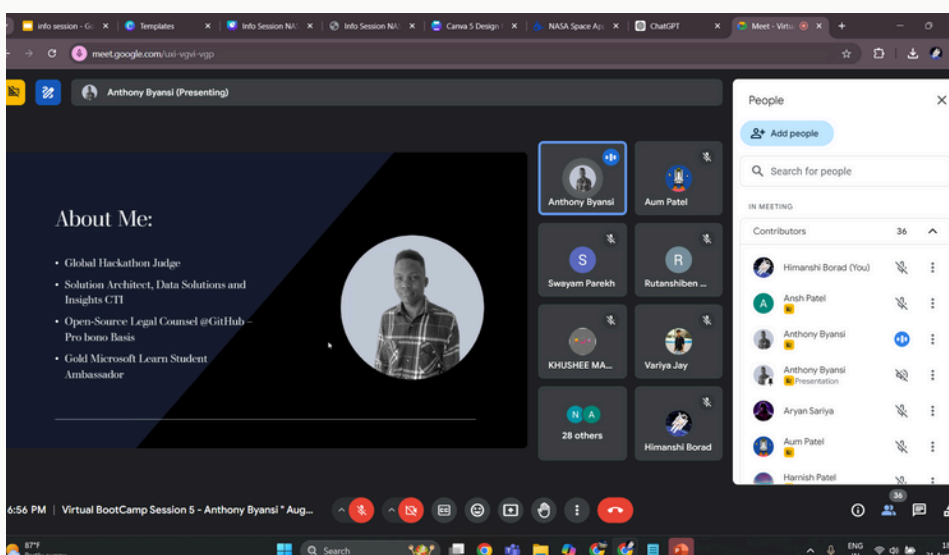 info session - Go
Templates
Info Session NAS
Info Session NAS
Canva 5 Design
NASA Space Ap
ChatGPT
Meet - Virtu
meet.google.com/uxi-vgvi-vgp
Anthony Byansi (Presenting)
About Me:
• Global Hackathon Judge
• Solution Architect, Data Solutions and
Insights CTI
• Open-Source Legal Counsel @GitHub –
Pro bono Basis
• Gold Microsoft Learn Student
Ambassador
Anthony Byansi
Aum Patel
S
Swayam Parekh
R
Rutanshiben ...
KHUSHEE MA...
Variya Jay
N A
28 others
Himanshi Borad
People
Add people
Search for people
IN MEETING
Contributors 36
Himanshi Borad (You)
A
Ansh Patel
Anthony Byansi
Anthony Byansi
Presentation
Aryan Sariya
Aum Patel
Harnish Patel
6:56 PM | Virtual BootCamp Session 5 - Anthony Byansi " Aug...
36
87°F
Search
ENG